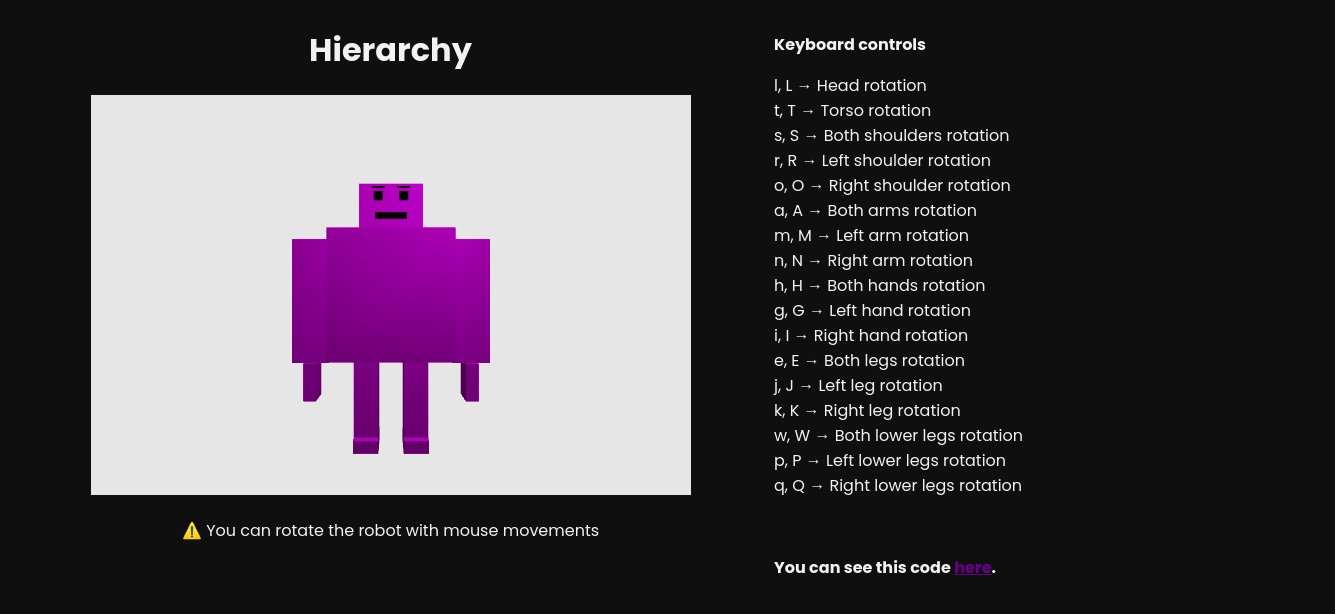 Hierarchy
⚠️ You can rotate the robot with mouse movements
Keyboard controls
l, L → Head rotation
t, T → Torso rotation
s, S → Both shoulders rotation
r, R → Left shoulder rotation
o, O → Right shoulder rotation
a, A → Both arms rotation
m, M → Left arm rotation
n, N → Right arm rotation
h, H → Both hands rotation
g, G → Left hand rotation
i, I → Right hand rotation
e, E → Both legs rotation
j, J → Left leg rotation
k, K → Right leg rotation
w, W → Both lower legs rotation
p, P → Left lower legs rotation
q, Q → Right lower legs rotation
You can see this code here.